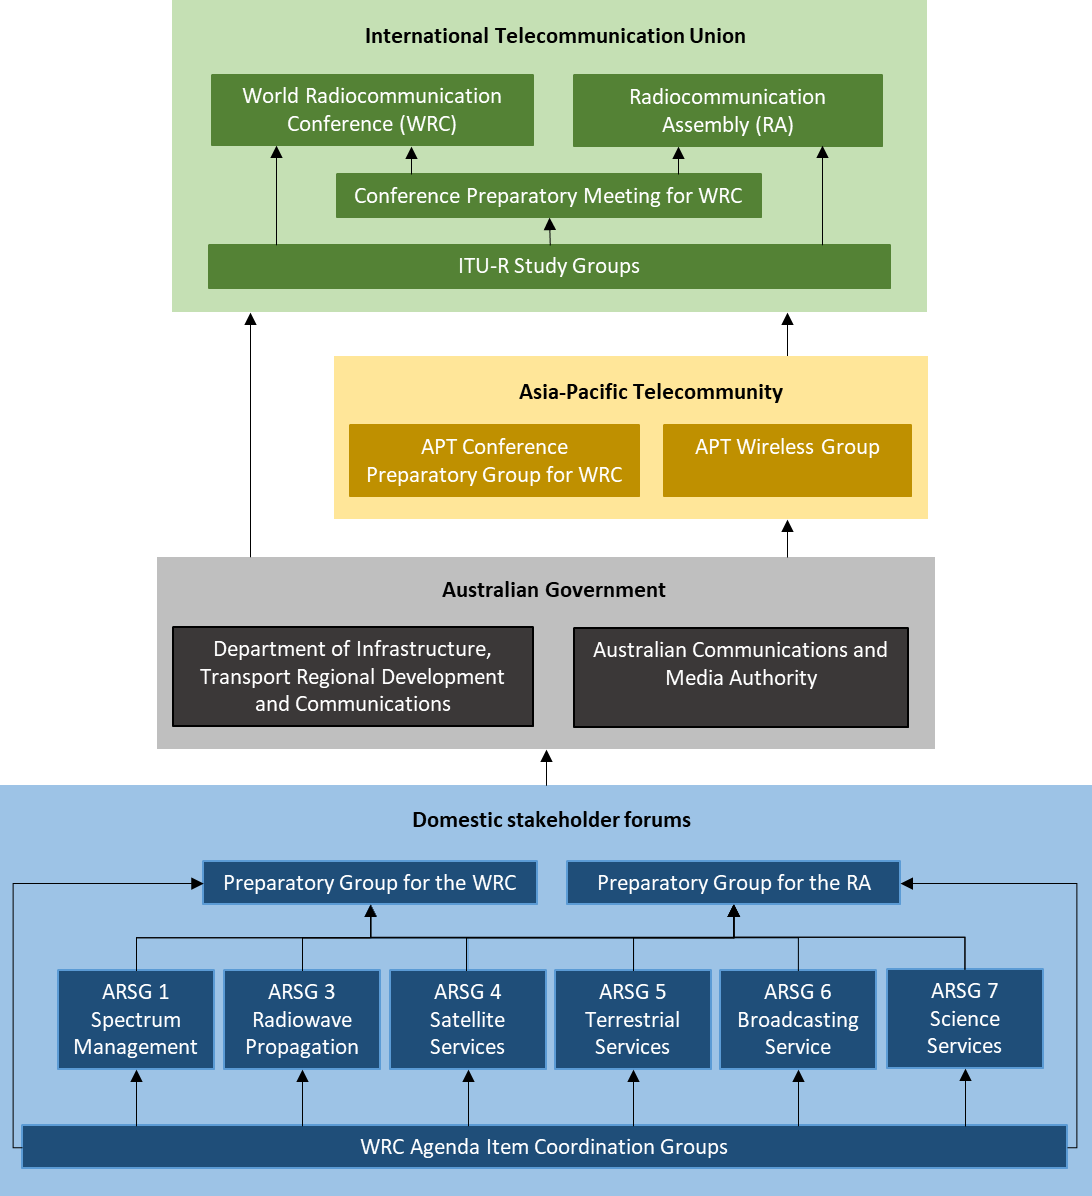 International Telecommunication Union
World Radiocommunication
Conference (WRC)
Radiocommunication
Assembly (RA)
Conference Preparatory Meeting for WRC
ITU-R Study Groups
Asia-Pacific Telecommunity
APT Conference
Preparatory Group for WRC
APT Wireless Group
Australian Government
Department of Infrastructure,
Transport Regional Development
and Communications
Australian Communications and
Media Authority
Domestic stakeholder forums
Preparatory Group for the WRC
Preparatory Group for the RA
ARSG 1
Spectrum
Management
ARSG 3
Radiowave
Propagation
ARSG 4
Satellite
Services
ARSG 5
Terrestrial
Services
ARSG 6
Broadcasting
Service
ARSG 7
Science
Services
WRC Agenda Item Coordination Groups